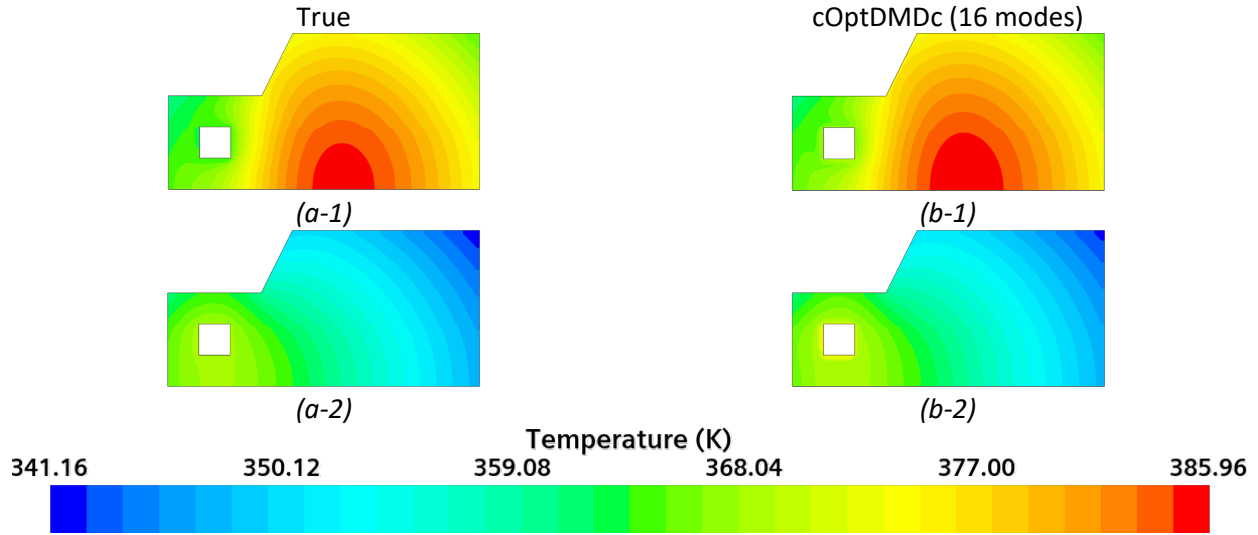 True
cOptDMDc (16 modes)
(a-1)
(b-1)
(a-2)
(b-2)
Temperature (K)
341.16 350.12 359.08 368.04 377.00 385.96